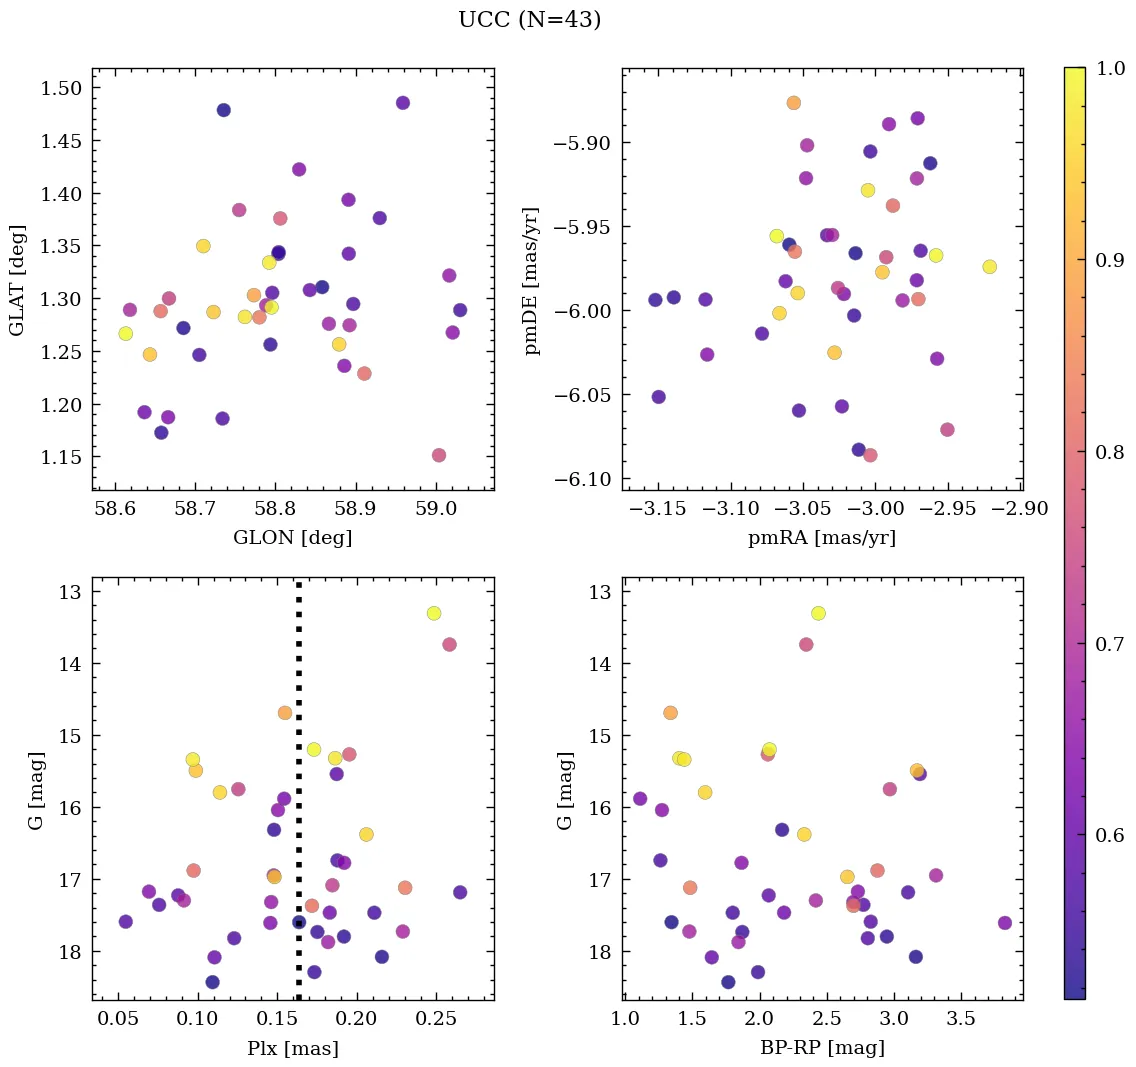 UCC (N=43)
1.50
1.45
1.40
1.35
1.30
1.25
1.20
1.15
GLAT [deg]
58.6 58.7 58.8 58.9 59.0
GLON [deg]
−5.90
−5.95
−6.00
−6.05
−6.10
pmDE [mas/yr]
−3.15 −3.10 −3.05 −3.00 −2.95 −2.90
pmRA [mas/yr]
13
14
15
16
17
18
G [mag]
0.05 0.10 0.15 0.20 0.25
Plx [mas]
13
14
15
16
17
18
G [mag]
1.0 1.5 2.0 2.5 3.0 3.5
BP-RP [mag]
1.0
0.9
0.8
0.7
0.6